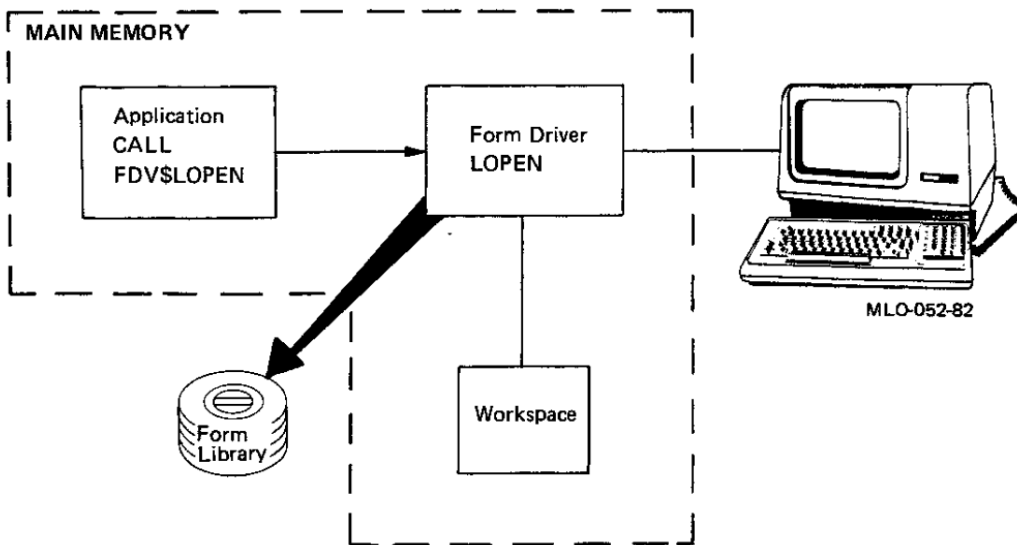 MAIN MEMORY
Application
CALL
FDV$LOPEN
Form Driver
LOPEN
MLO-052-82
Workspace
Form
Library